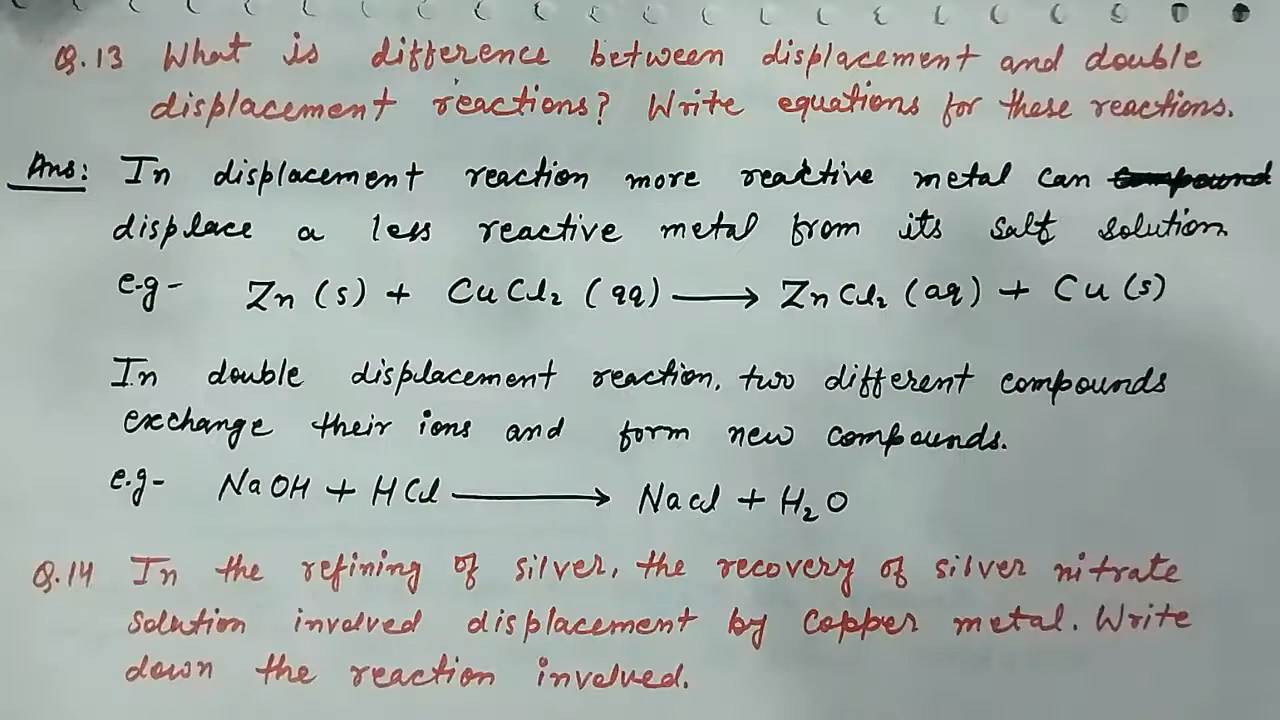 Q.13 What is difference between displacement and double
displacement reactions? Write equations for these reactions.
Ans: In displacement reaction more reactive metal can compound
displace a less reactive metal from its salt solution.
e.g- Zn (s) + CuCl2 (aq) ⟶ ZnCl2 (aq) + Cu (s)
In double displacement reaction, two different compounds
exchange their ions and form new compounds.
e.g- NaOH + HCl ⟶ Nacl + H2O
Q.14 In the refining of silver, the recovery of silver nitrate
solution involved displacement by Copper metal. Write
down the reaction involved.